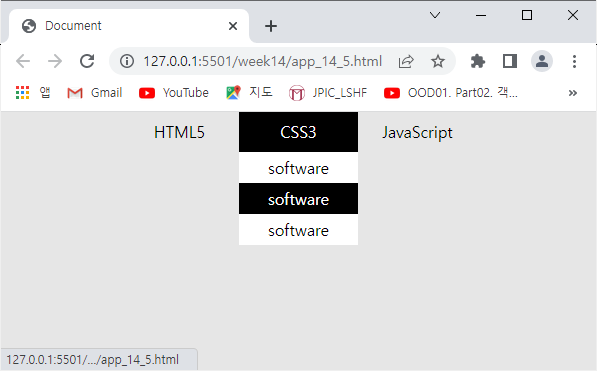 Document
127.0.0.1:5501/week14/app_14_5.html
앱 Gmail YouTube 지도 JPIC_LSHF OOD01. Part02. 객...
HTML5 CSS3 JavaScript
software
software
software
127.0.0.1:5501/.../app_14_5.html